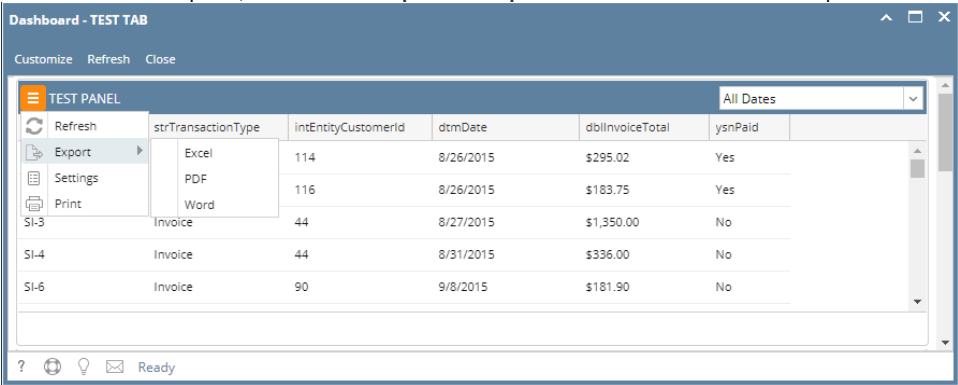 Dashboard - TEST TAB
Customize Refresh Close
TEST PANEL All Dates
Refresh strTransactionType intEntityCustomerId dtmDate dblInvoiceTotal ysnPaid
Export Excel 114 8/26/2015 $295.02 Yes
Settings PDF
116 8/26/2015 $183.75 Yes
Print Word
SI-3 Invoice 44 8/27/2015 $1,350.00 No
SI-4 Invoice 44 8/31/2015 $336.00 No
SI-6 Invoice 90 9/8/2015 $181.90 No
? Ready